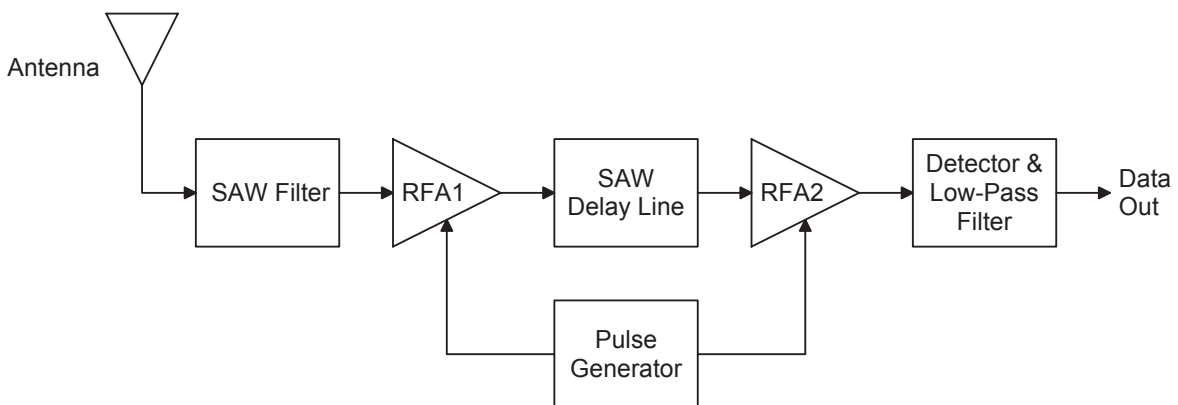 Antenna
SAW Filter
RFA1
SAW
Delay Line
RFA2
Detector &
Low-Pass
Filter
Data
Out
Pulse
Generator